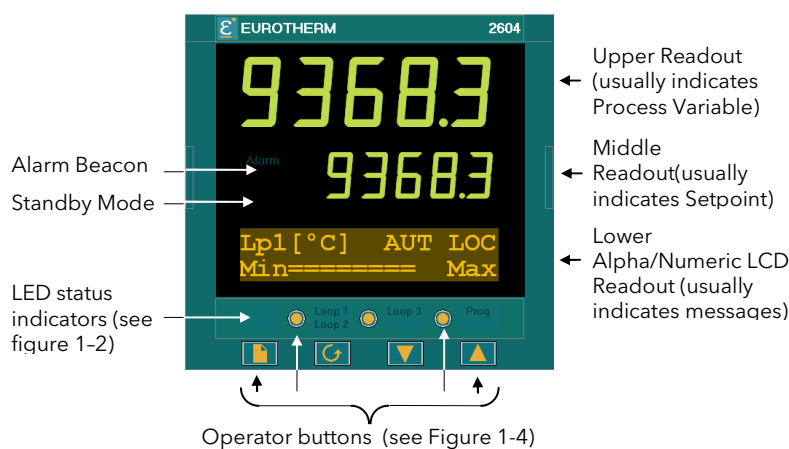 EUROTHERM 2604
9368.3
Upper Readout
(usually indicates
Process Variable)
Alarm Beacon
Alarm
9368.3
Middle
Readout(usually
indicates Setpoint)
Standby Mode
Lp1[°C] AUT LOC
Min======== Max
Lower
Alpha/Numeric LCD
Readout (usually
indicates messages)
LED status
indicators (see
figure 1–2)
Loop 1
Loop 2
Loop 3
Prog
Operator buttons (see Figure 1-4)